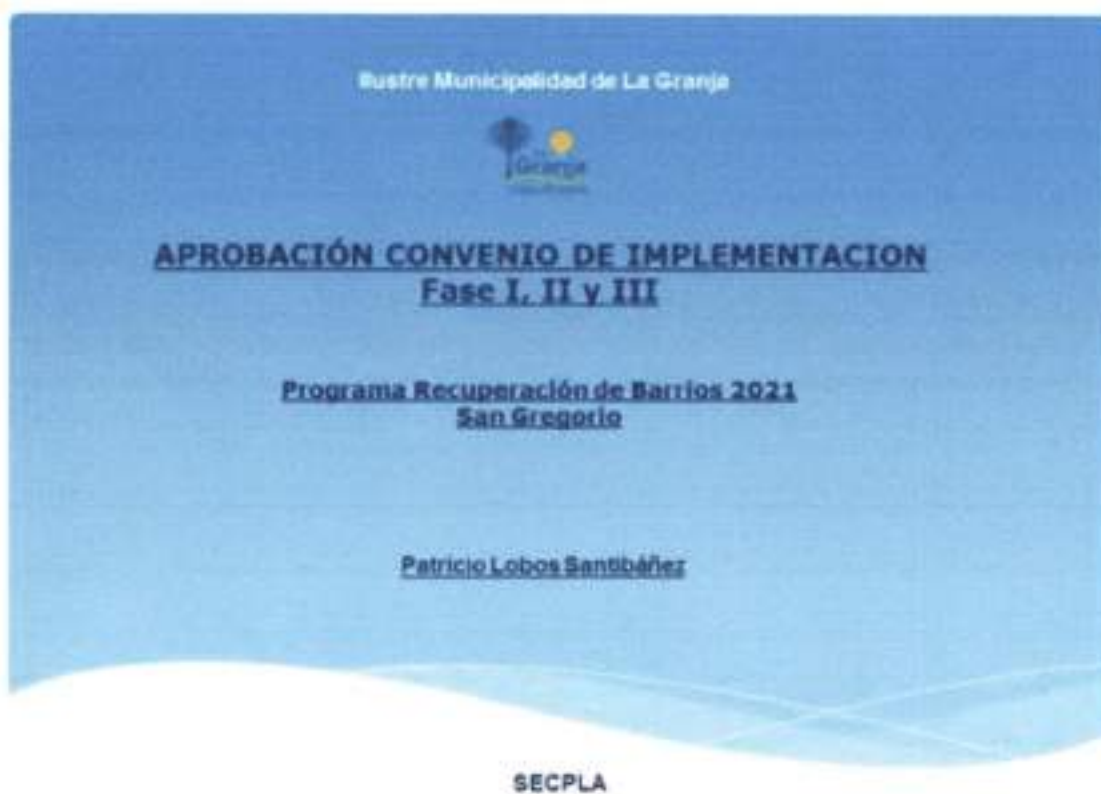 Ilustre Municipalidad de La Granja
Granja
APROBACIÓN CONVENIO DE IMPLEMENTACION
Fase I, II y III
Programa Recuperación de Barrios 2021
San Gregorio
Patricio Lobos Santibáñez
SECPLA